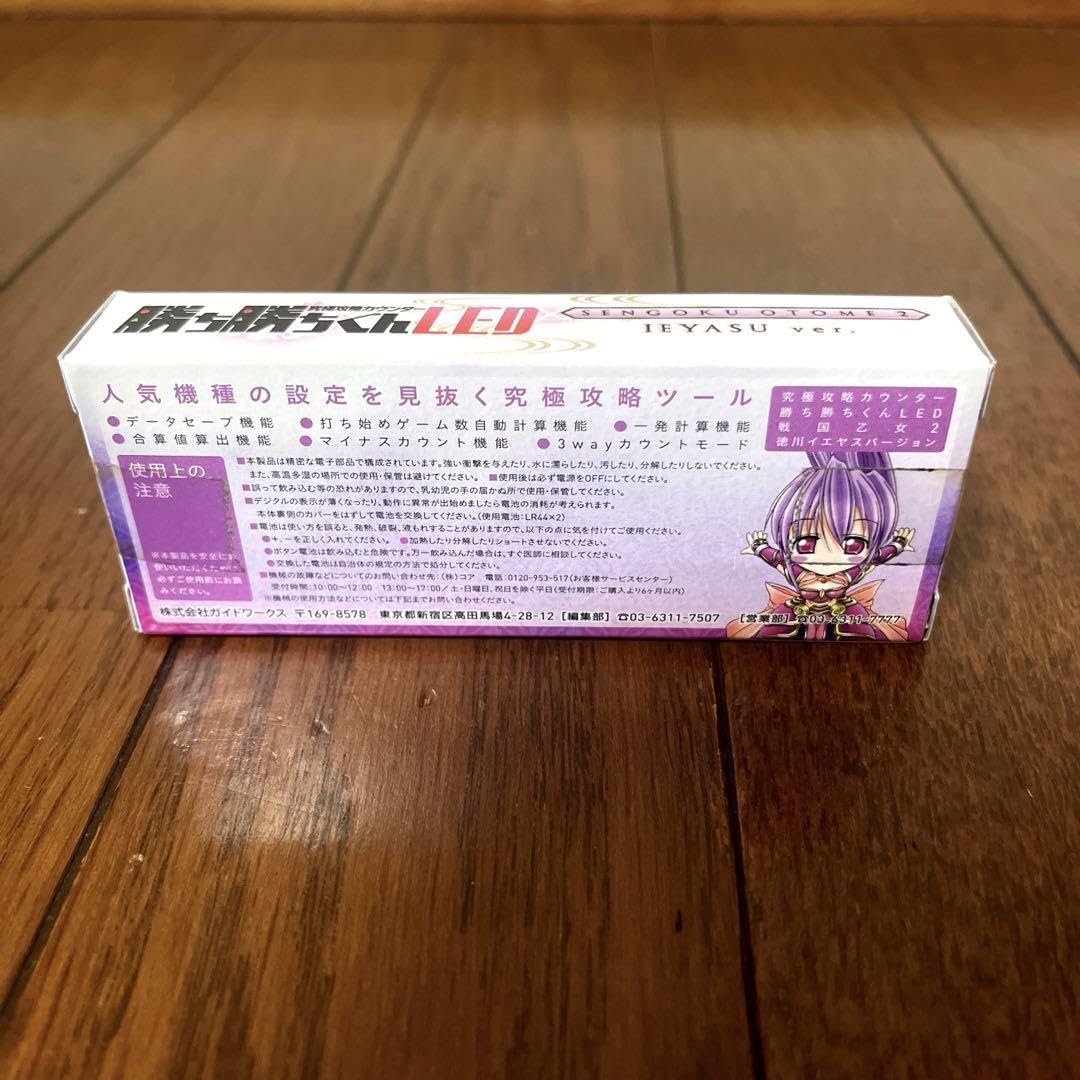 究極攻略カウンター
勝ち勝ちくんLED
SENGOKU OTOME 2
IEYASU ver.
人気機種の設定を見抜く究極攻略ツール
●データセーブ機能 ●打ち始めゲーム数自動計算機能 ●一発計算機能
●合算値算出機能 ●マイナスカウント機能 ●3wayカウントモード
究極攻略カウンター
勝ち勝ちくんLED
戦国乙女2
徳川イエヤスバージョン
使用上の
注意
※本製品を安全にお
使いいただくため
必ずご使用前にお読
みください。
■本製品は精密な電子部品で構成されています。強い衝撃を与えたり、水に濡らしたり、汚したり、分解したりしないでください。
また、高温多湿の場所での使用・保管は避けてください。 ■使用後は必ず電源をOFFにしてください。
■誤って飲み込む等の恐れがありますので、乳幼児の手の届かぬ所で使用・保管してください。
■デジタルの表示が薄くなったり、動作に異常が出始めましたら電池の消耗が考えられます。
本体裏側のカバーをはずして電池を交換してください。(使用電池:LR44×2)
■電池は使い方を誤ると、発熱、破裂、液もれすることがありますので、以下の点に気を付けてご使用ください。
●+、−を正しく入れてください。 ●加熱したり分解したりショートさせないでください。
●ボタン電池は飲み込むと危険です。万一飲み込んだ場合は、すぐ医師に相談してください。
●交換した電池は自治体の規定の方法で処分してください。
■機械の故障などについてのお問い合わせ先:(株)コア 電話:0120-953-517(お客様サービスセンター)
受付時間:10:00〜12:00・13:00〜17:00/土・日曜日、祝日を除く平日(受付期限:ご購入より6ヶ月以内)
※機械の使用方法などについては下記までお問い合わせください。
株式会社ガイドワークス 〒169-8578 東京都新宿区高田馬場4-28-12 [編集部] ☎03-6311-7507 [営業部] ☎03-6311-7777